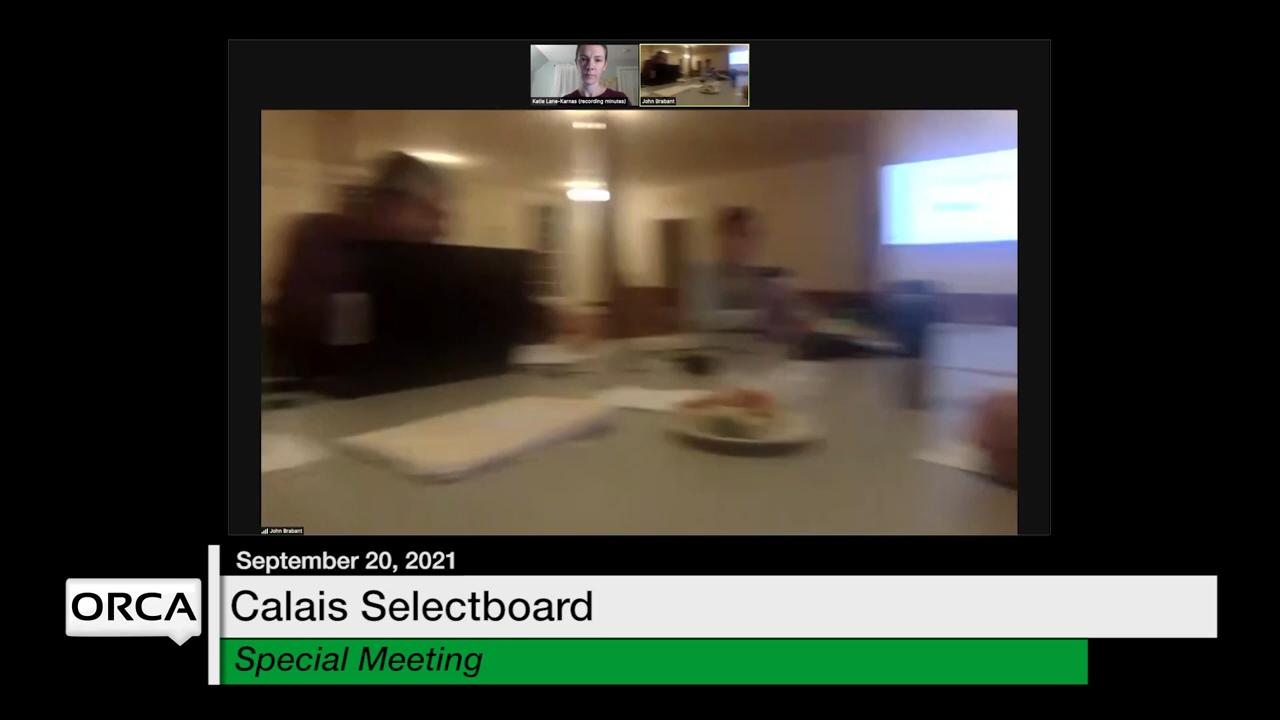 Katie Lane-Karnas (recording minutes)
John Brabant
John Brabant
September 20, 2021
ORCA
Calais Selectboard
Special Meeting